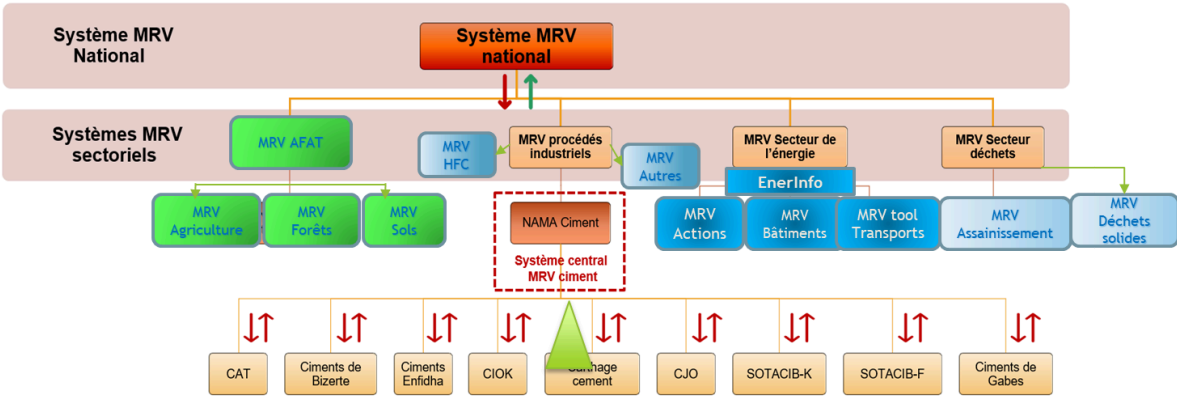 Système MRV
National
Système MRV
national
Systèmes MRV
sectoriels
MRV AFAT
MRV
HFC
MRV procédés
industriels
MRV
Autres
MRV Secteur de
l'énergie
EnerInfo
MRV Secteur
déchets
MRV
Agriculture
MRV
Forêts
MRV
Sols
NAMA Ciment
Système central
MRV ciment
MRV
Actions
MRV
Bâtiments
MRV tool
Transports
MRV
Assainissement
MRV
Déchets
solides
CAT
Ciments de
Bizerte
Ciments
Enfidha
CIOK
cement
CJO
SOTACIB-K
SOTACIB-F
Ciments de
Gabes